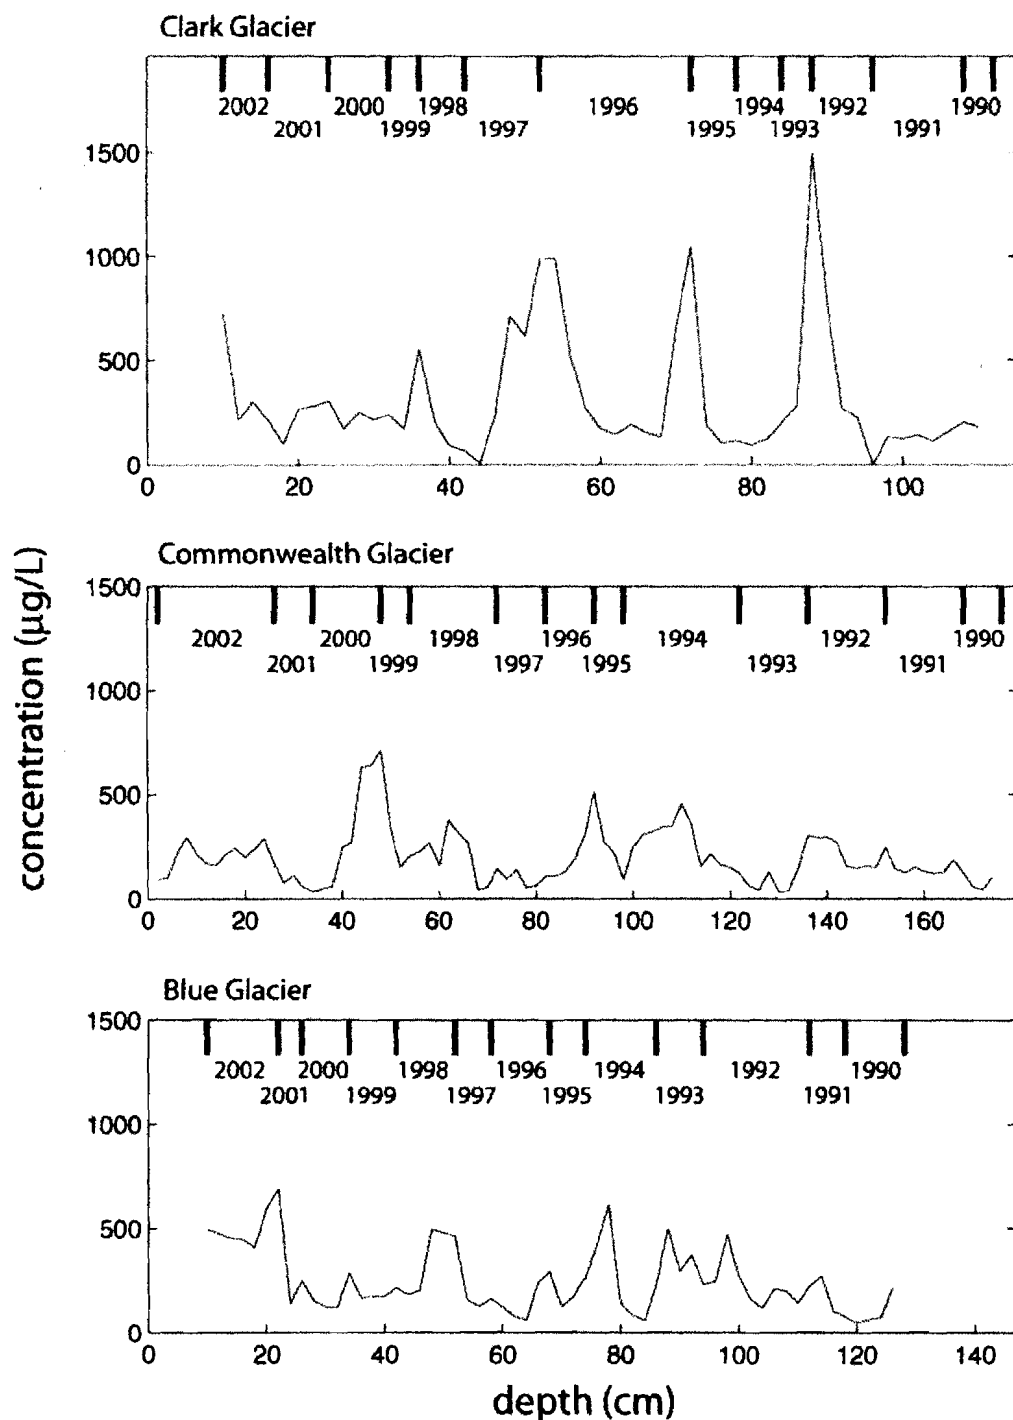 Clark Glacier
2002 2000 1998 1996 1994 1992 1990
2001 1999 1997 1995 1993 1991
1500
1000
500
0
0 20 40 60 80 100
Commonwealth Glacier
1500
2002 2000 1998 1996 1994 1992 1990
2001 1999 1997 1995 1993 1991
1000
500
0
0 20 40 60 80 100 120 140 160
concentration (µg/L)
Blue Glacier
1500
2002 2000 1998 1996 1994 1992 1990
2001 1999 1997 1995 1993 1991
1000
500
0
0 20 40 60 80 100 120 140
depth (cm)